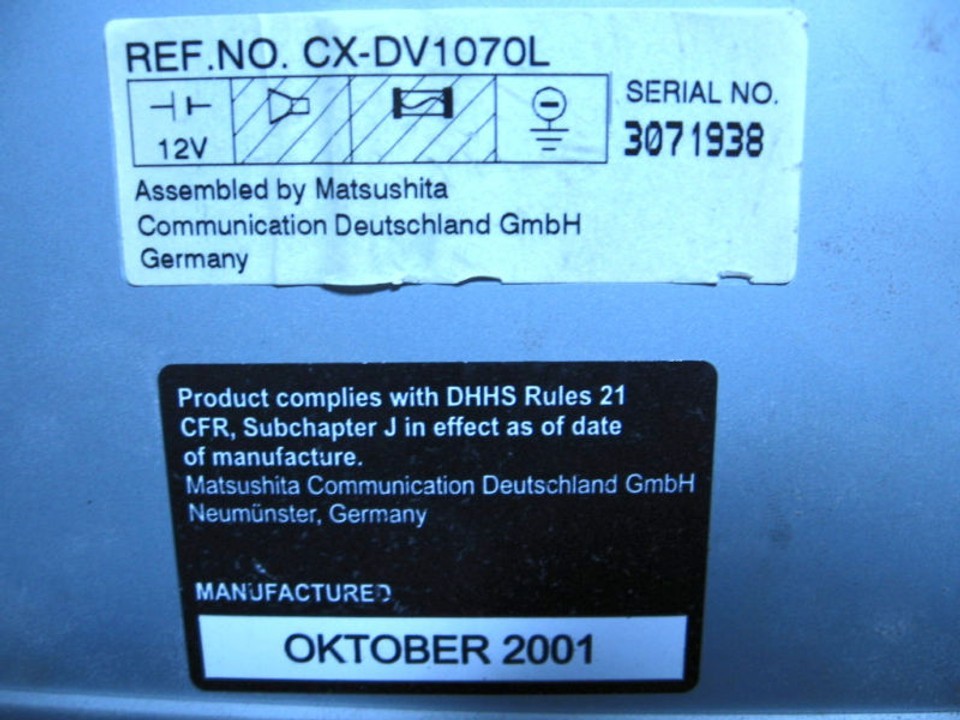 REF.NO. CX-DV1070L
12V
SERIAL NO.
3071938
Assembled by Matsushita
Communication Deutschland GmbH
Germany
Product complies with DHHS Rules 21
CFR, Subchapter J in effect as of date
of manufacture.
Matsushita Communication Deutschland GmbH
Neumünster, Germany
MANUFACTURED
OKTOBER 2001